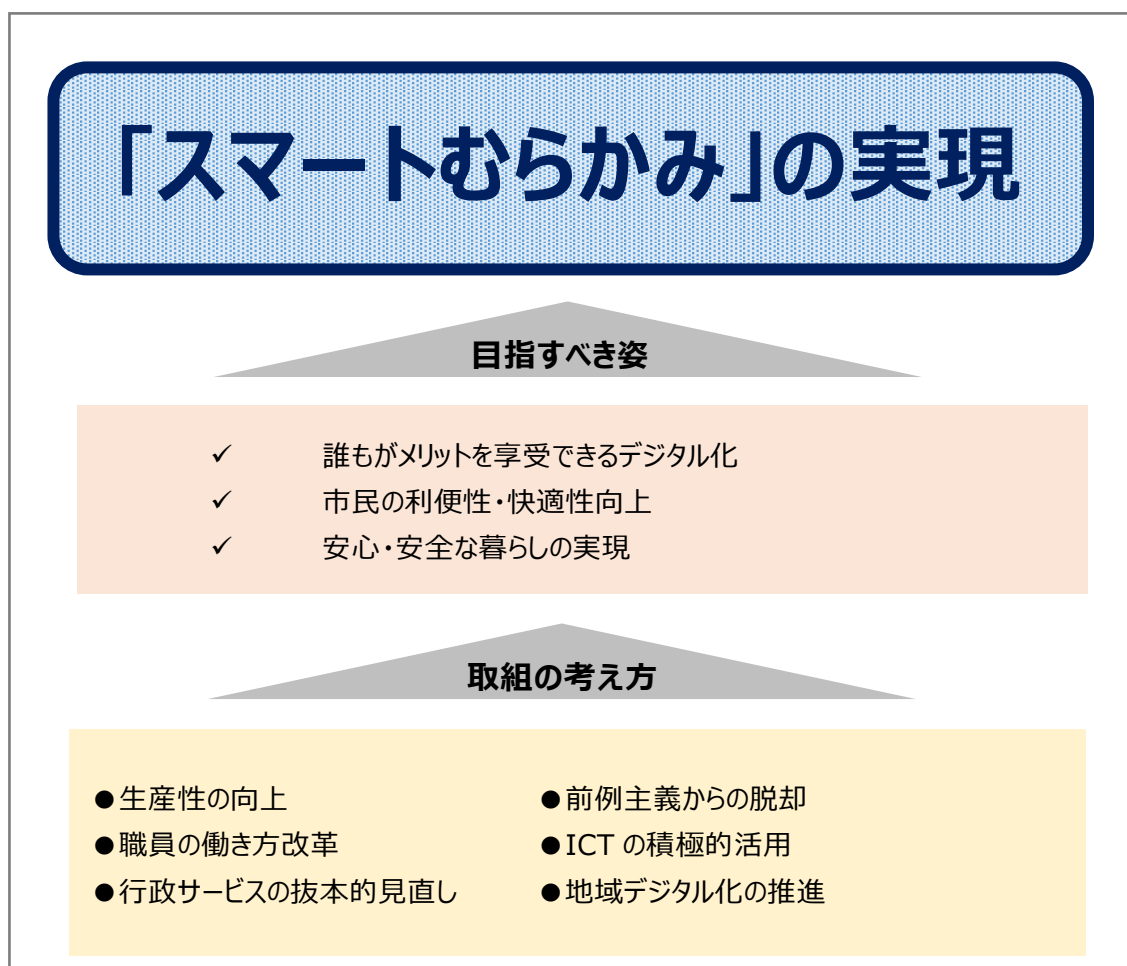 「スマートむらかみ」の実現
目指すべき姿
✓ 誰もがメリットを享受できるデジタル化
✓ 市民の利便性・快適性向上
✓ 安心・安全な暮らしの実現
取組の考え方
●生産性の向上 ●前例主義からの脱却
●職員の働き方改革 ●ICT の積極的活用
●行政サービスの抜本的見直し ●地域デジタル化の推進